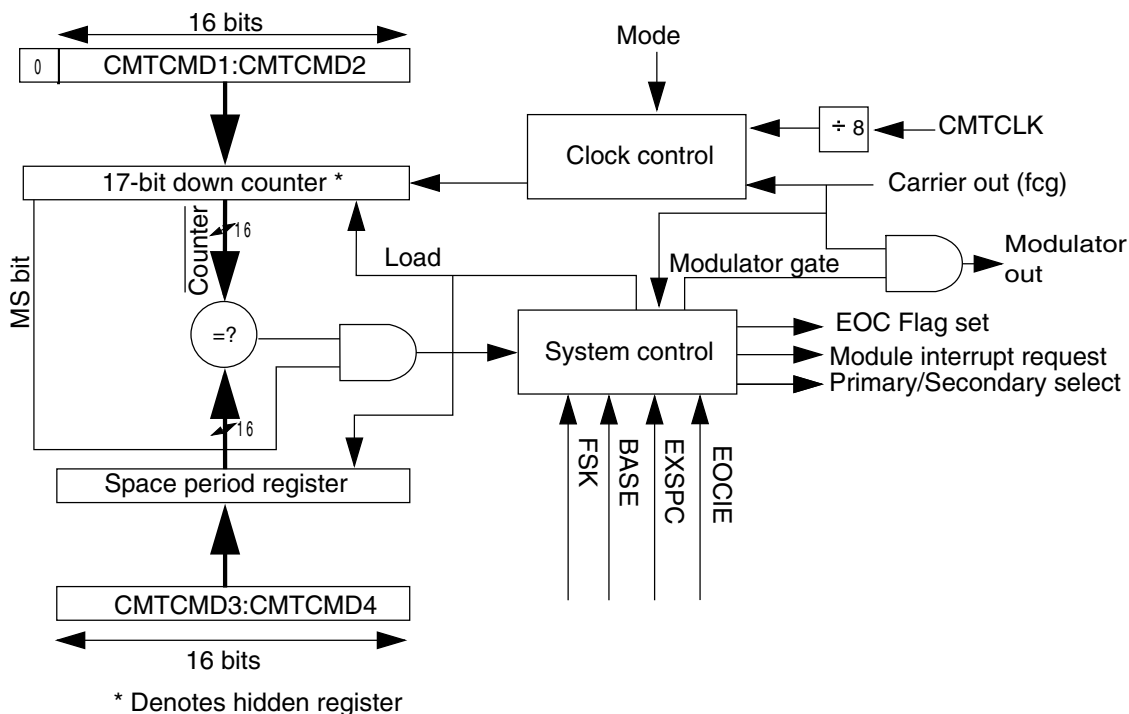 16 bits
Mode
0
CMTCMD1:CMTCMD2
÷ 8
CMTCLK
Clock control
17-bit down counter *
Carrier out (fcg)
16
Counter
MS bit
Load
Modulator gate
Modulator
out
=?
System control
EOC Flag set
Module interrupt request
Primary/Secondary select
16
FSK
BASE
EXSPC
EOCIE
Space period register
CMTCMD3:CMTCMD4
16 bits
* Denotes hidden register